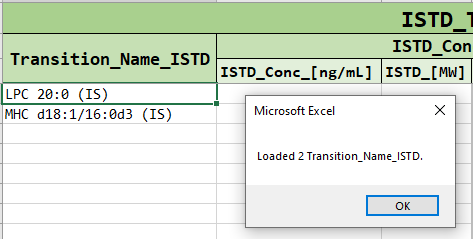 ISTD_T
Transition_Name_ISTD
ISTD_Con
ISTD_Conc_[ng/mL]
ISTD_[MW]
LPC 20:0 (IS)
MHC d18:1/16:0d3 (IS)
Microsoft Excel
Loaded 2 Transition_Name_ISTD.
OK